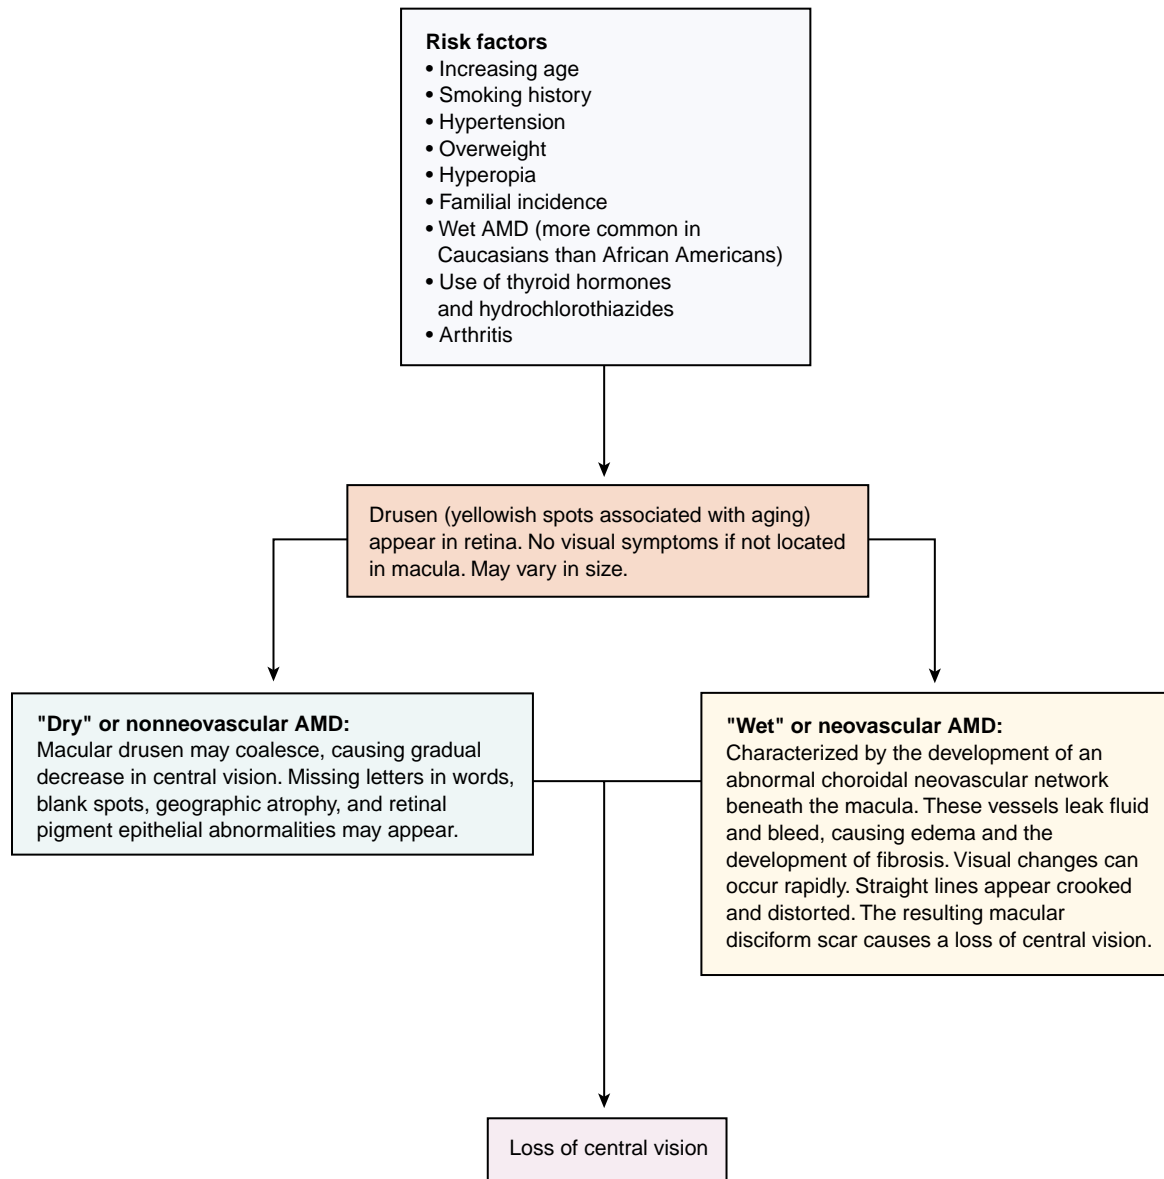 Risk factors
• Increasing age
• Smoking history
• Hypertension
• Overweight
• Hyperopia
• Familial incidence
• Wet AMD (more common in
Caucasians than African Americans)
• Use of thyroid hormones
and hydrochlorothiazides
• Arthritis
Drusen (yellowish spots associated with aging)
appear in retina. No visual symptoms if not located
in macula. May vary in size.
"Dry" or nonneovascular AMD:
Macular drusen may coalesce, causing gradual
decrease in central vision. Missing letters in words,
blank spots, geographic atrophy, and retinal
pigment epithelial abnormalities may appear.
"Wet" or neovascular AMD:
Characterized by the development of an
abnormal choroidal neovascular network
beneath the macula. These vessels leak fluid
and bleed, causing edema and the
development of fibrosis. Visual changes can
occur rapidly. Straight lines appear crooked
and distorted. The resulting macular
disciform scar causes a loss of central vision.
Loss of central vision